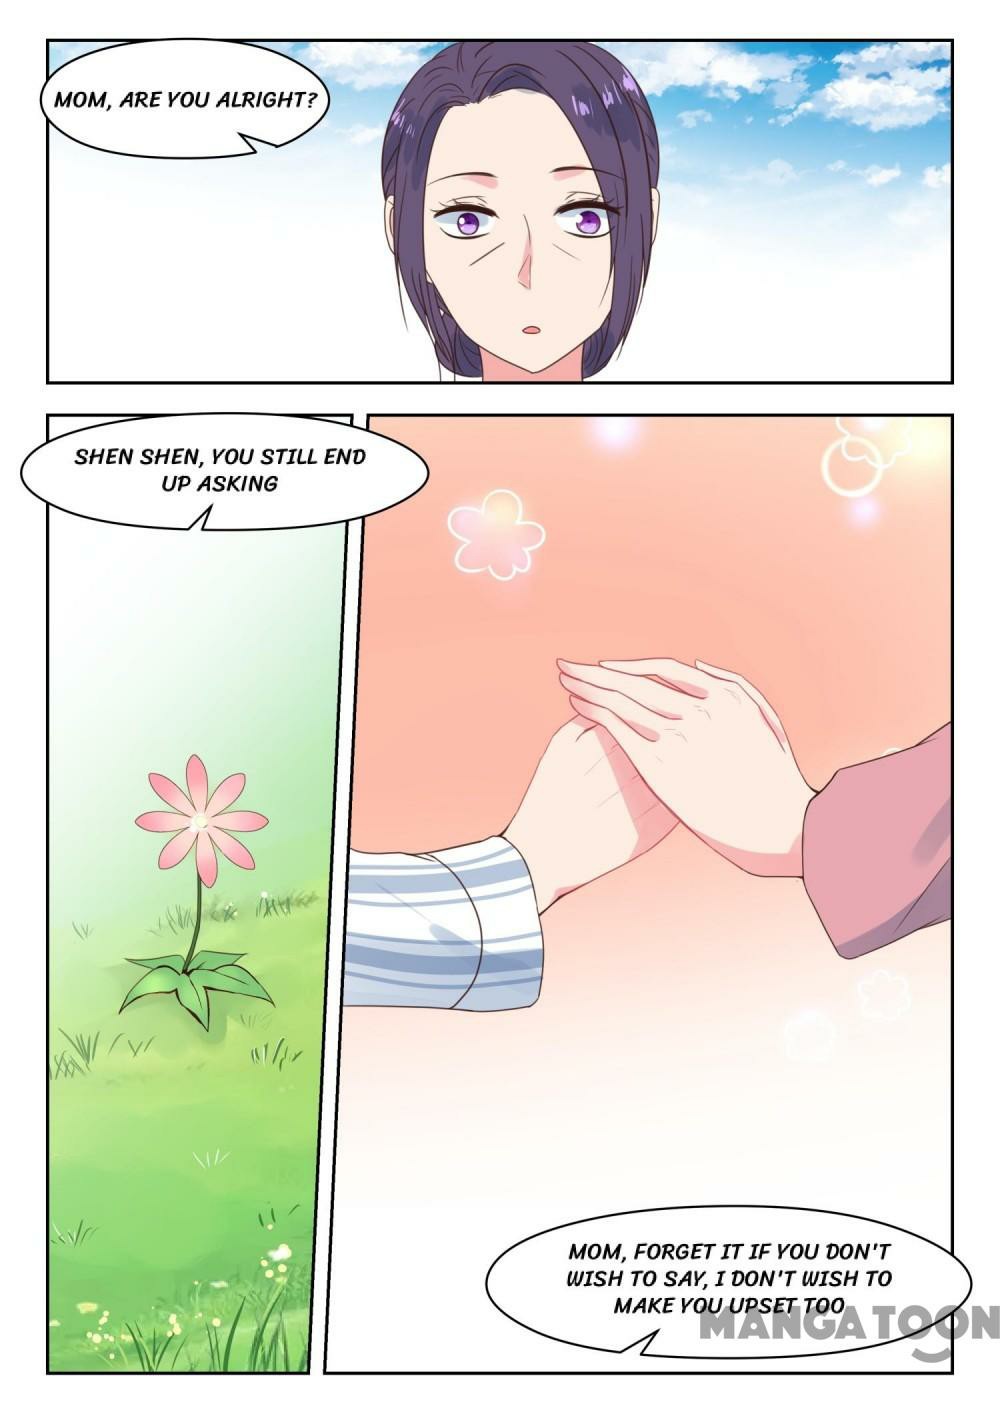 MOM, ARE YOU ALRIGHT?
SHEN SHEN, YOU STILL END
UP ASKING
MOM, FORGET IT IF YOU DON'T
WISH TO SAY, I DON'T WISH TO
MAKE YOU UPSET TOO
MANGATOON